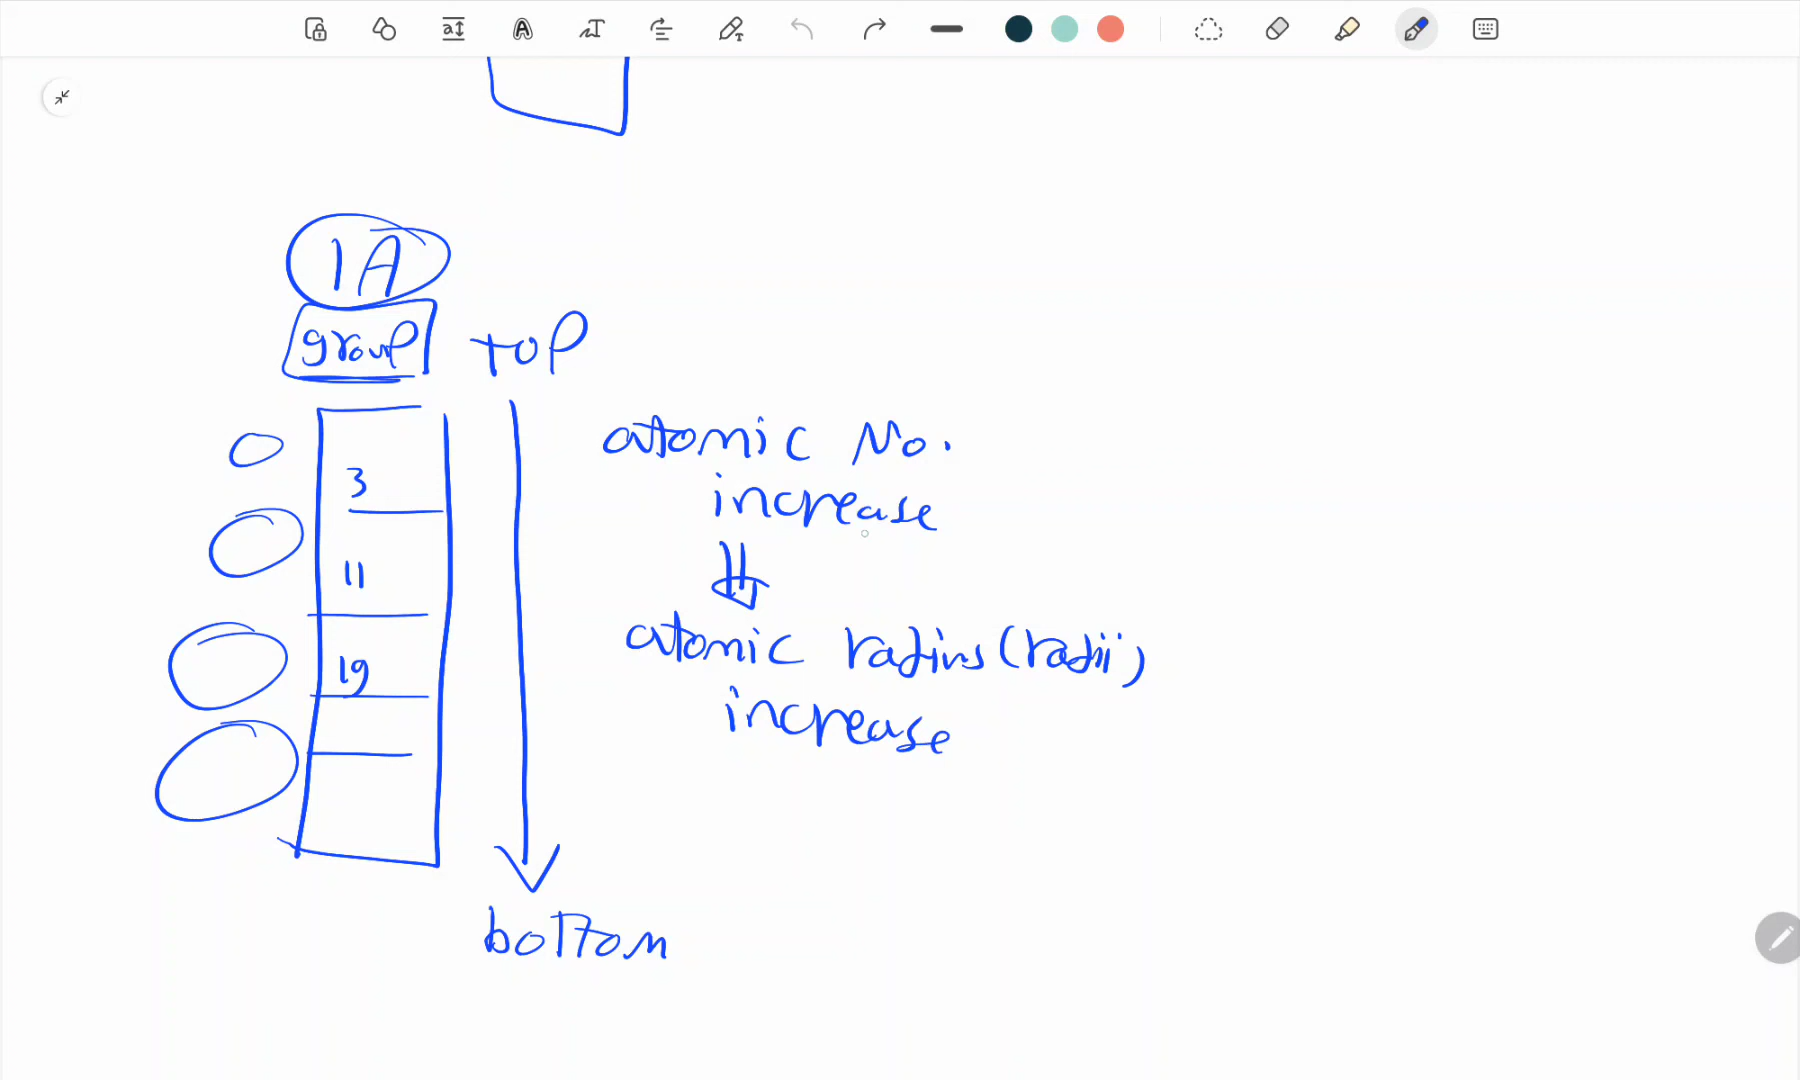 1A
group
top
3
11
19
atomic No.
increase
atomic radius (radii)
increase
bottom